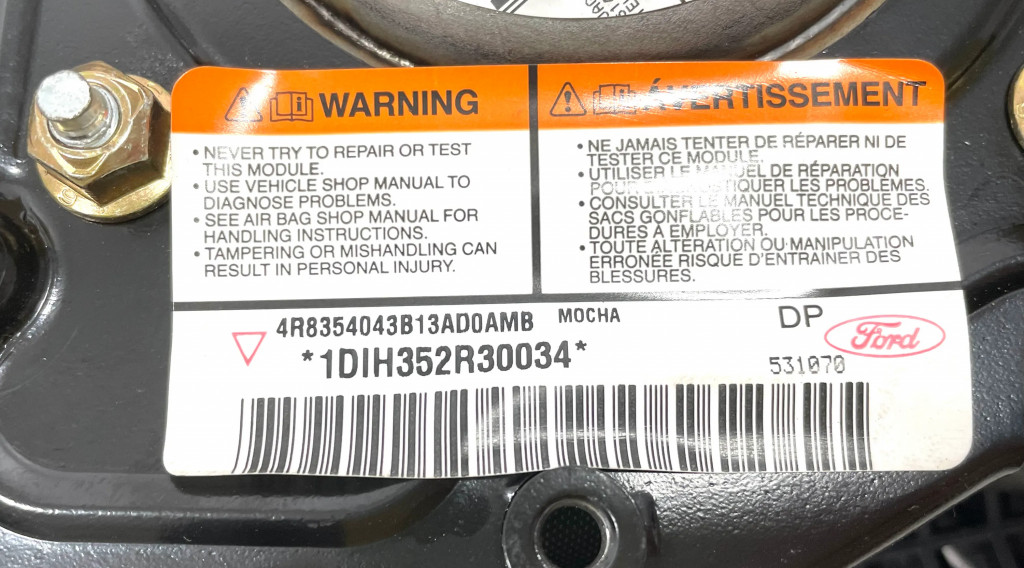 WARNING
• NEVER TRY TO REPAIR OR TEST
THIS MODULE.
• USE VEHICLE SHOP MANUAL TO
DIAGNOSE PROBLEMS.
• SEE AIR BAG SHOP MANUAL FOR
HANDLING INSTRUCTIONS.
• TAMPERING OR MISHANDLING CAN
RESULT IN PERSONAL INJURY.
AVERTISSEMENT
• NE JAMAIS TENTER DE RÉPARER NI DE
TESTER CE MODULE.
• UTILISER LE MANUEL DE RÉPARATION
POUR DIAGNOSTIQUER LES PROBLÈMES.
• CONSULTER LE MANUEL TECHNIQUE DES
SACS GONFLABLES POUR LES PROCÉ-
DURES À EMPLOYER.
• TOUTE ALTERATION OU MANIPULATION
ERRONÉE RISQUE D'ENTRAINER DES
BLESSURES.
4R8354043B13AD0AMB MOCHA
*1DIH352R30034*
DP
Ford
531070